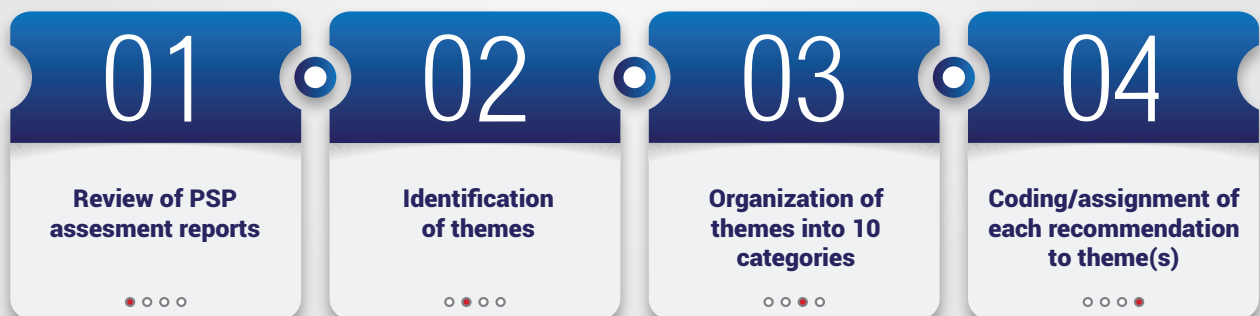 01
Review of PSP
assesment reports
02
Identification
of themes
03
Organization of
themes into 10
categories
04
Coding/assignment of
each recommendation
to theme(s)